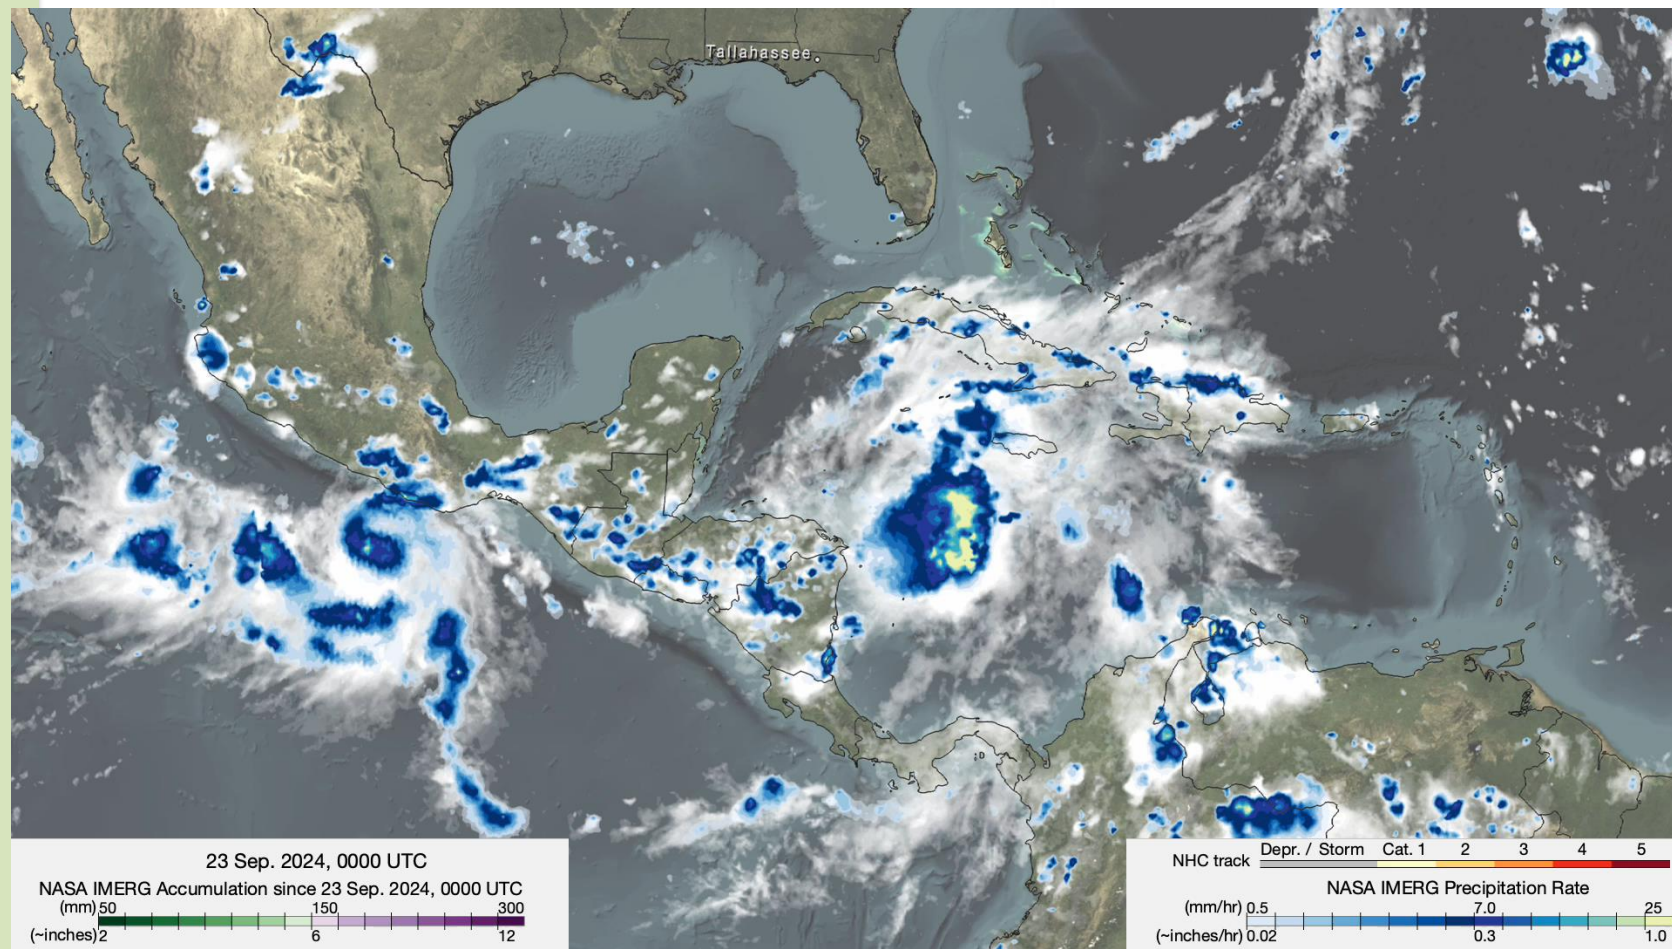 Tallahassee
23 Sep. 2024, 0000 UTC
NASA IMERG Accumulation since 23 Sep. 2024, 0000 UTC
(mm) 50 150 300
(~inches) 2 6 12
NHC track Depr. / Storm Cat. 1 2 3 4 5
NASA IMERG Precipitation Rate
(mm/hr) 0.5 7.0 25
(~inches/hr) 0.02 0.3 1.0